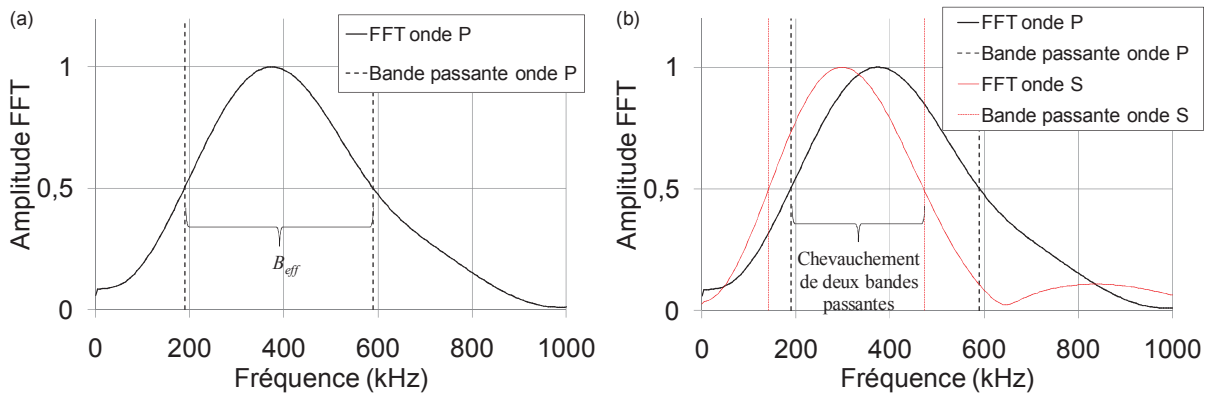 (a)
FFT onde P
Bande passante onde P
Amplitude FFT
1
0,5
0
B_eff
0 200 400 600 800 1000
Fréquence (kHz)
(b)
FFT onde P
Bande passante onde P
FFT onde S
Bande passante onde S
Amplitude FFT
1
0,5
0
Chevauchement
de deux bandes
passantes
0 200 400 600 800 1000
Fréquence (kHz)